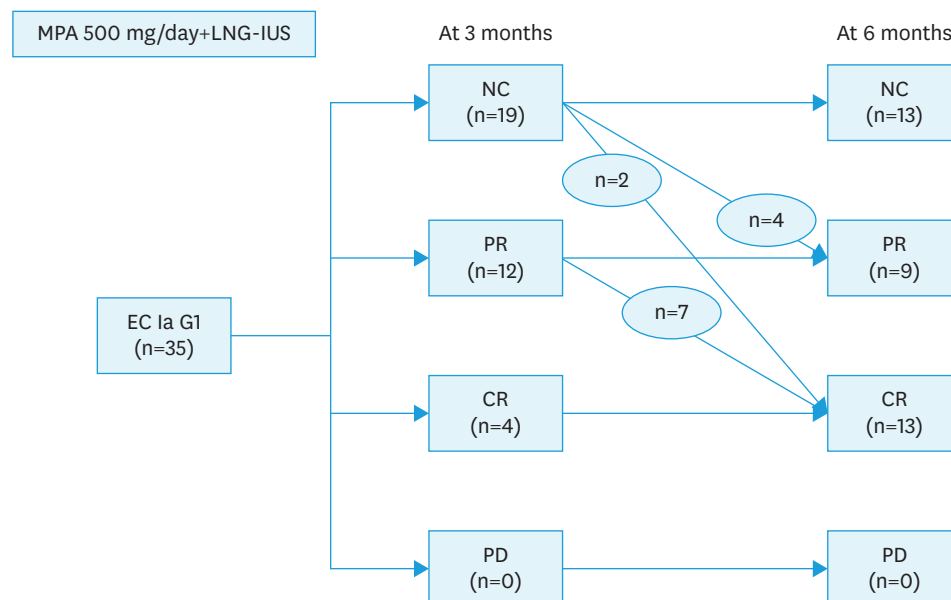 MPA 500 mg/day+LNG-IUS
At 3 months
At 6 months
NC
(n=19)
NC
(n=13)
n=2
n=4
PR
(n=12)
PR
(n=9)
n=7
EC Ia G1
(n=35)
CR
(n=4)
CR
(n=13)
PD
(n=0)
PD
(n=0)